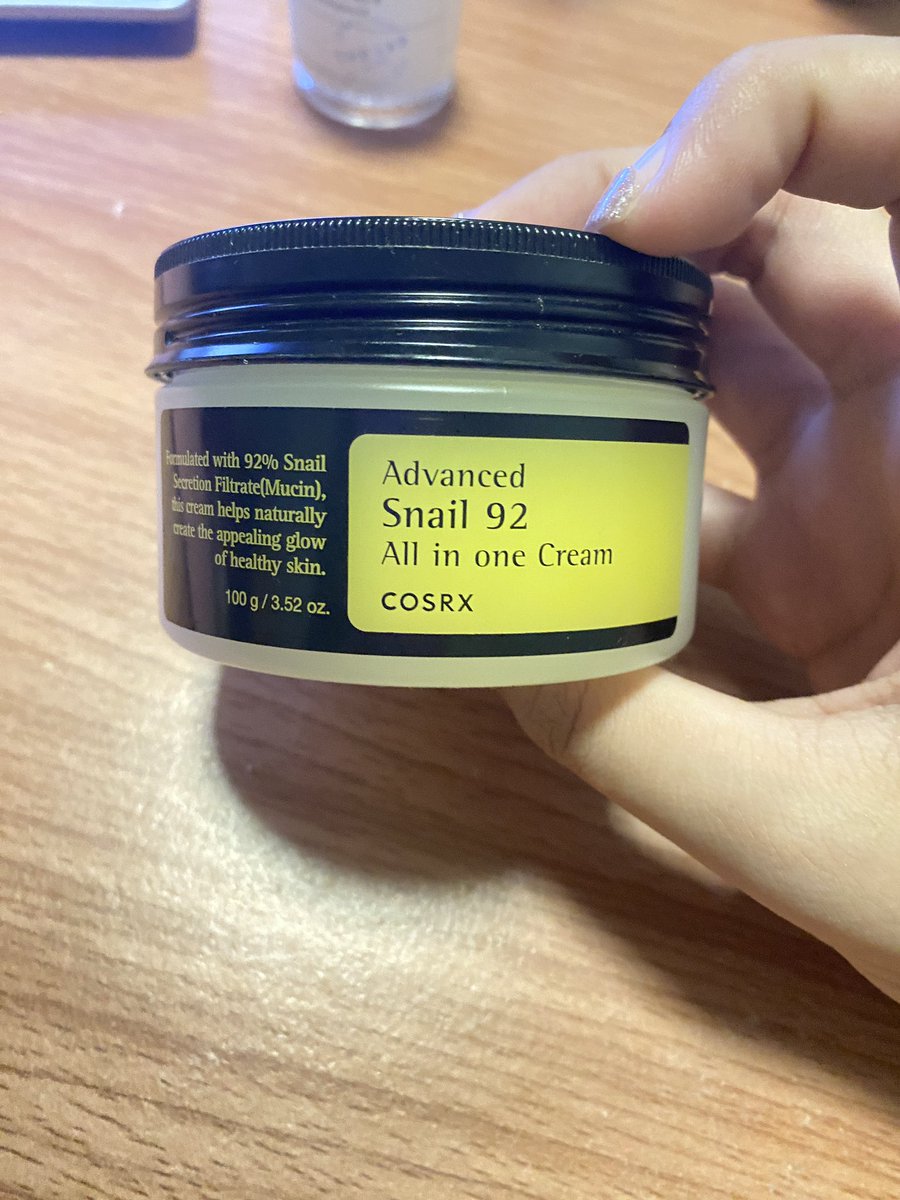 Formulated with 92% Snail
Secretion Filtrate(Mucin),
this cream helps naturally
create the appealing glow
of healthy skin.
100 g / 3.52 oz.
Advanced
Snail 92
All in one Cream
COSRX